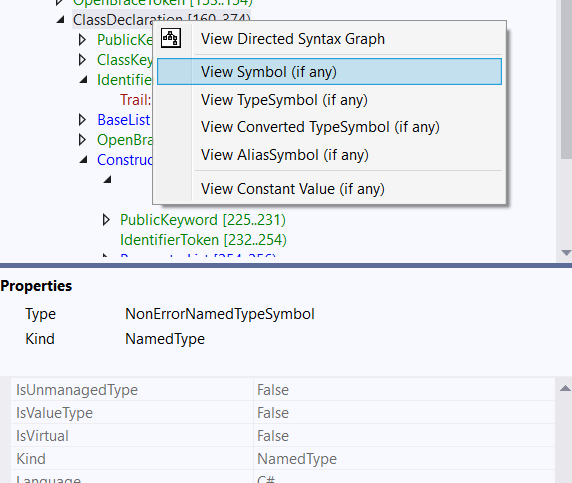 OpenBraceToken [153..154)
ClassDeclaration [160..374)
PublicKey
ClassKey
Identifie
Trail:
BaseList
OpenBra
Construc
View Directed Syntax Graph
View Symbol (if any)
View TypeSymbol (if any)
View Converted TypeSymbol (if any)
View AliasSymbol (if any)
View Constant Value (if any)
PublicKeyword [225..231)
IdentifierToken [232..254)
Properties
Type NonErrorNamedTypeSymbol
Kind NamedType
IsUnmanagedType False
IsValueType False
IsVirtual False
Kind NamedType
Language C#